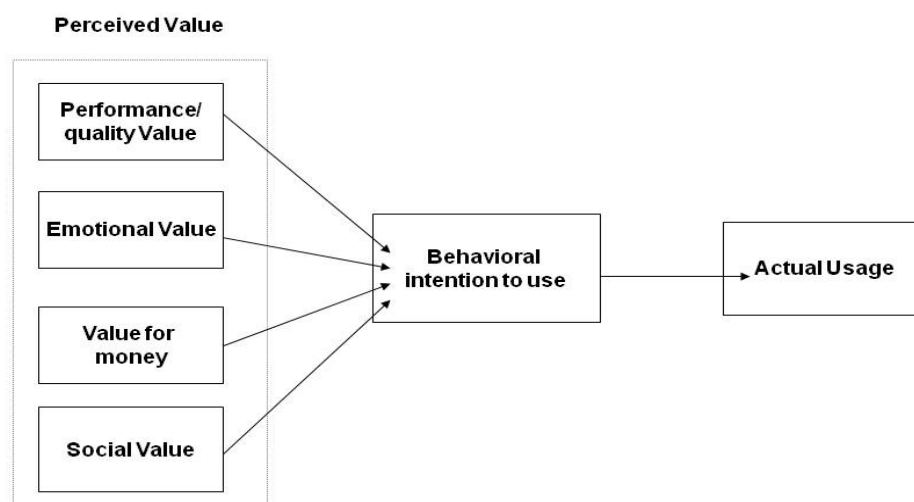 Perceived Value
Performance/
quality Value
Emotional Value
Value for
money
Social Value
Behavioral
intention to use
Actual Usage